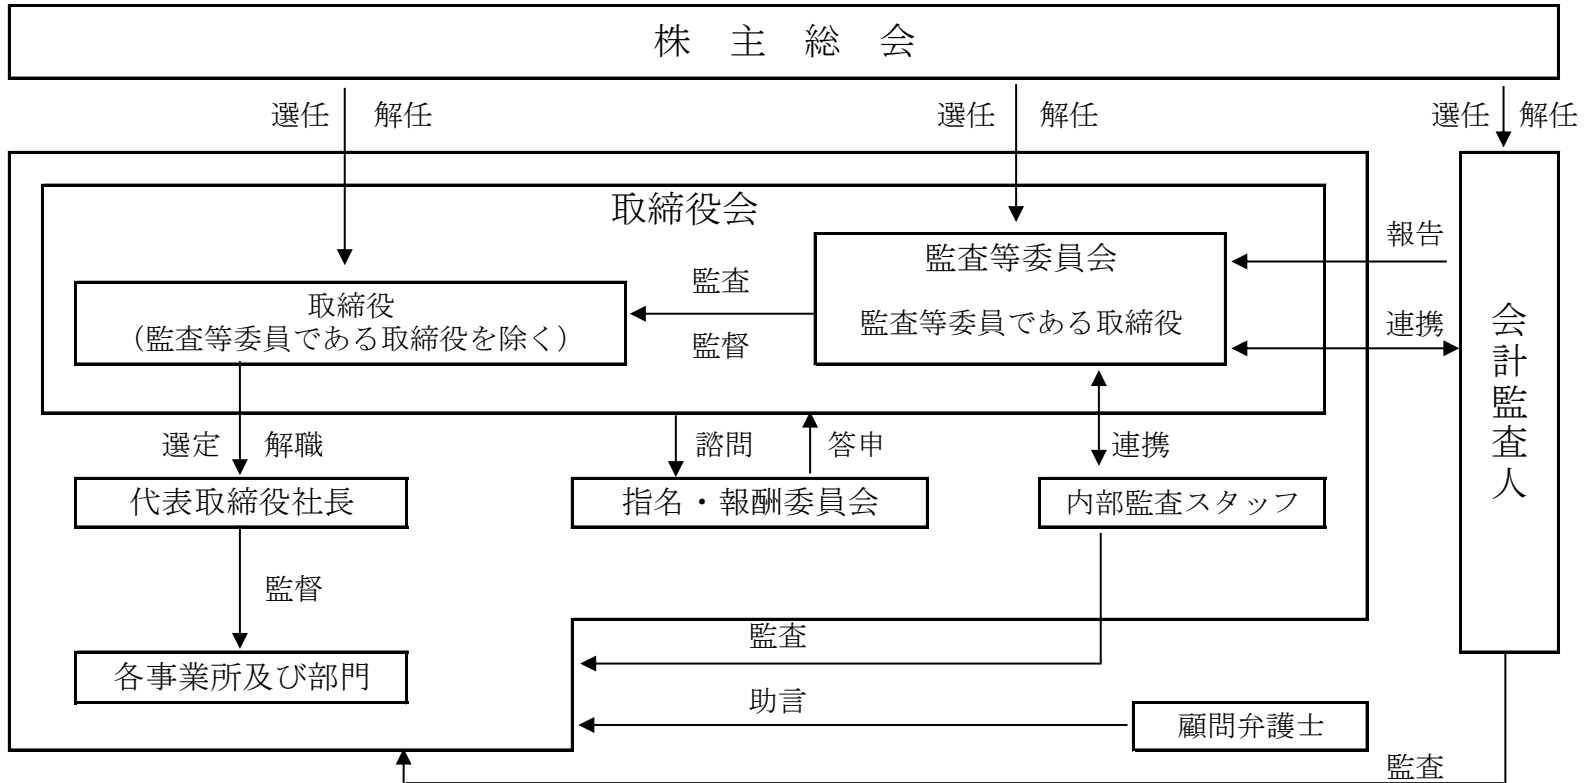 株 主 総 会
選任 解任
選任 解任
選任 解任
取締役会
監査等委員会
監査等委員である取締役
報告
連携
監査
監督
取締役
（監査等委員である取締役を除く）
会計監査人
選定 解職
諮問 答申
連携
代表取締役社長
指名・報酬委員会
内部監査スタッフ
監督
監査
各事業所及び部門
助言
顧問弁護士
監査